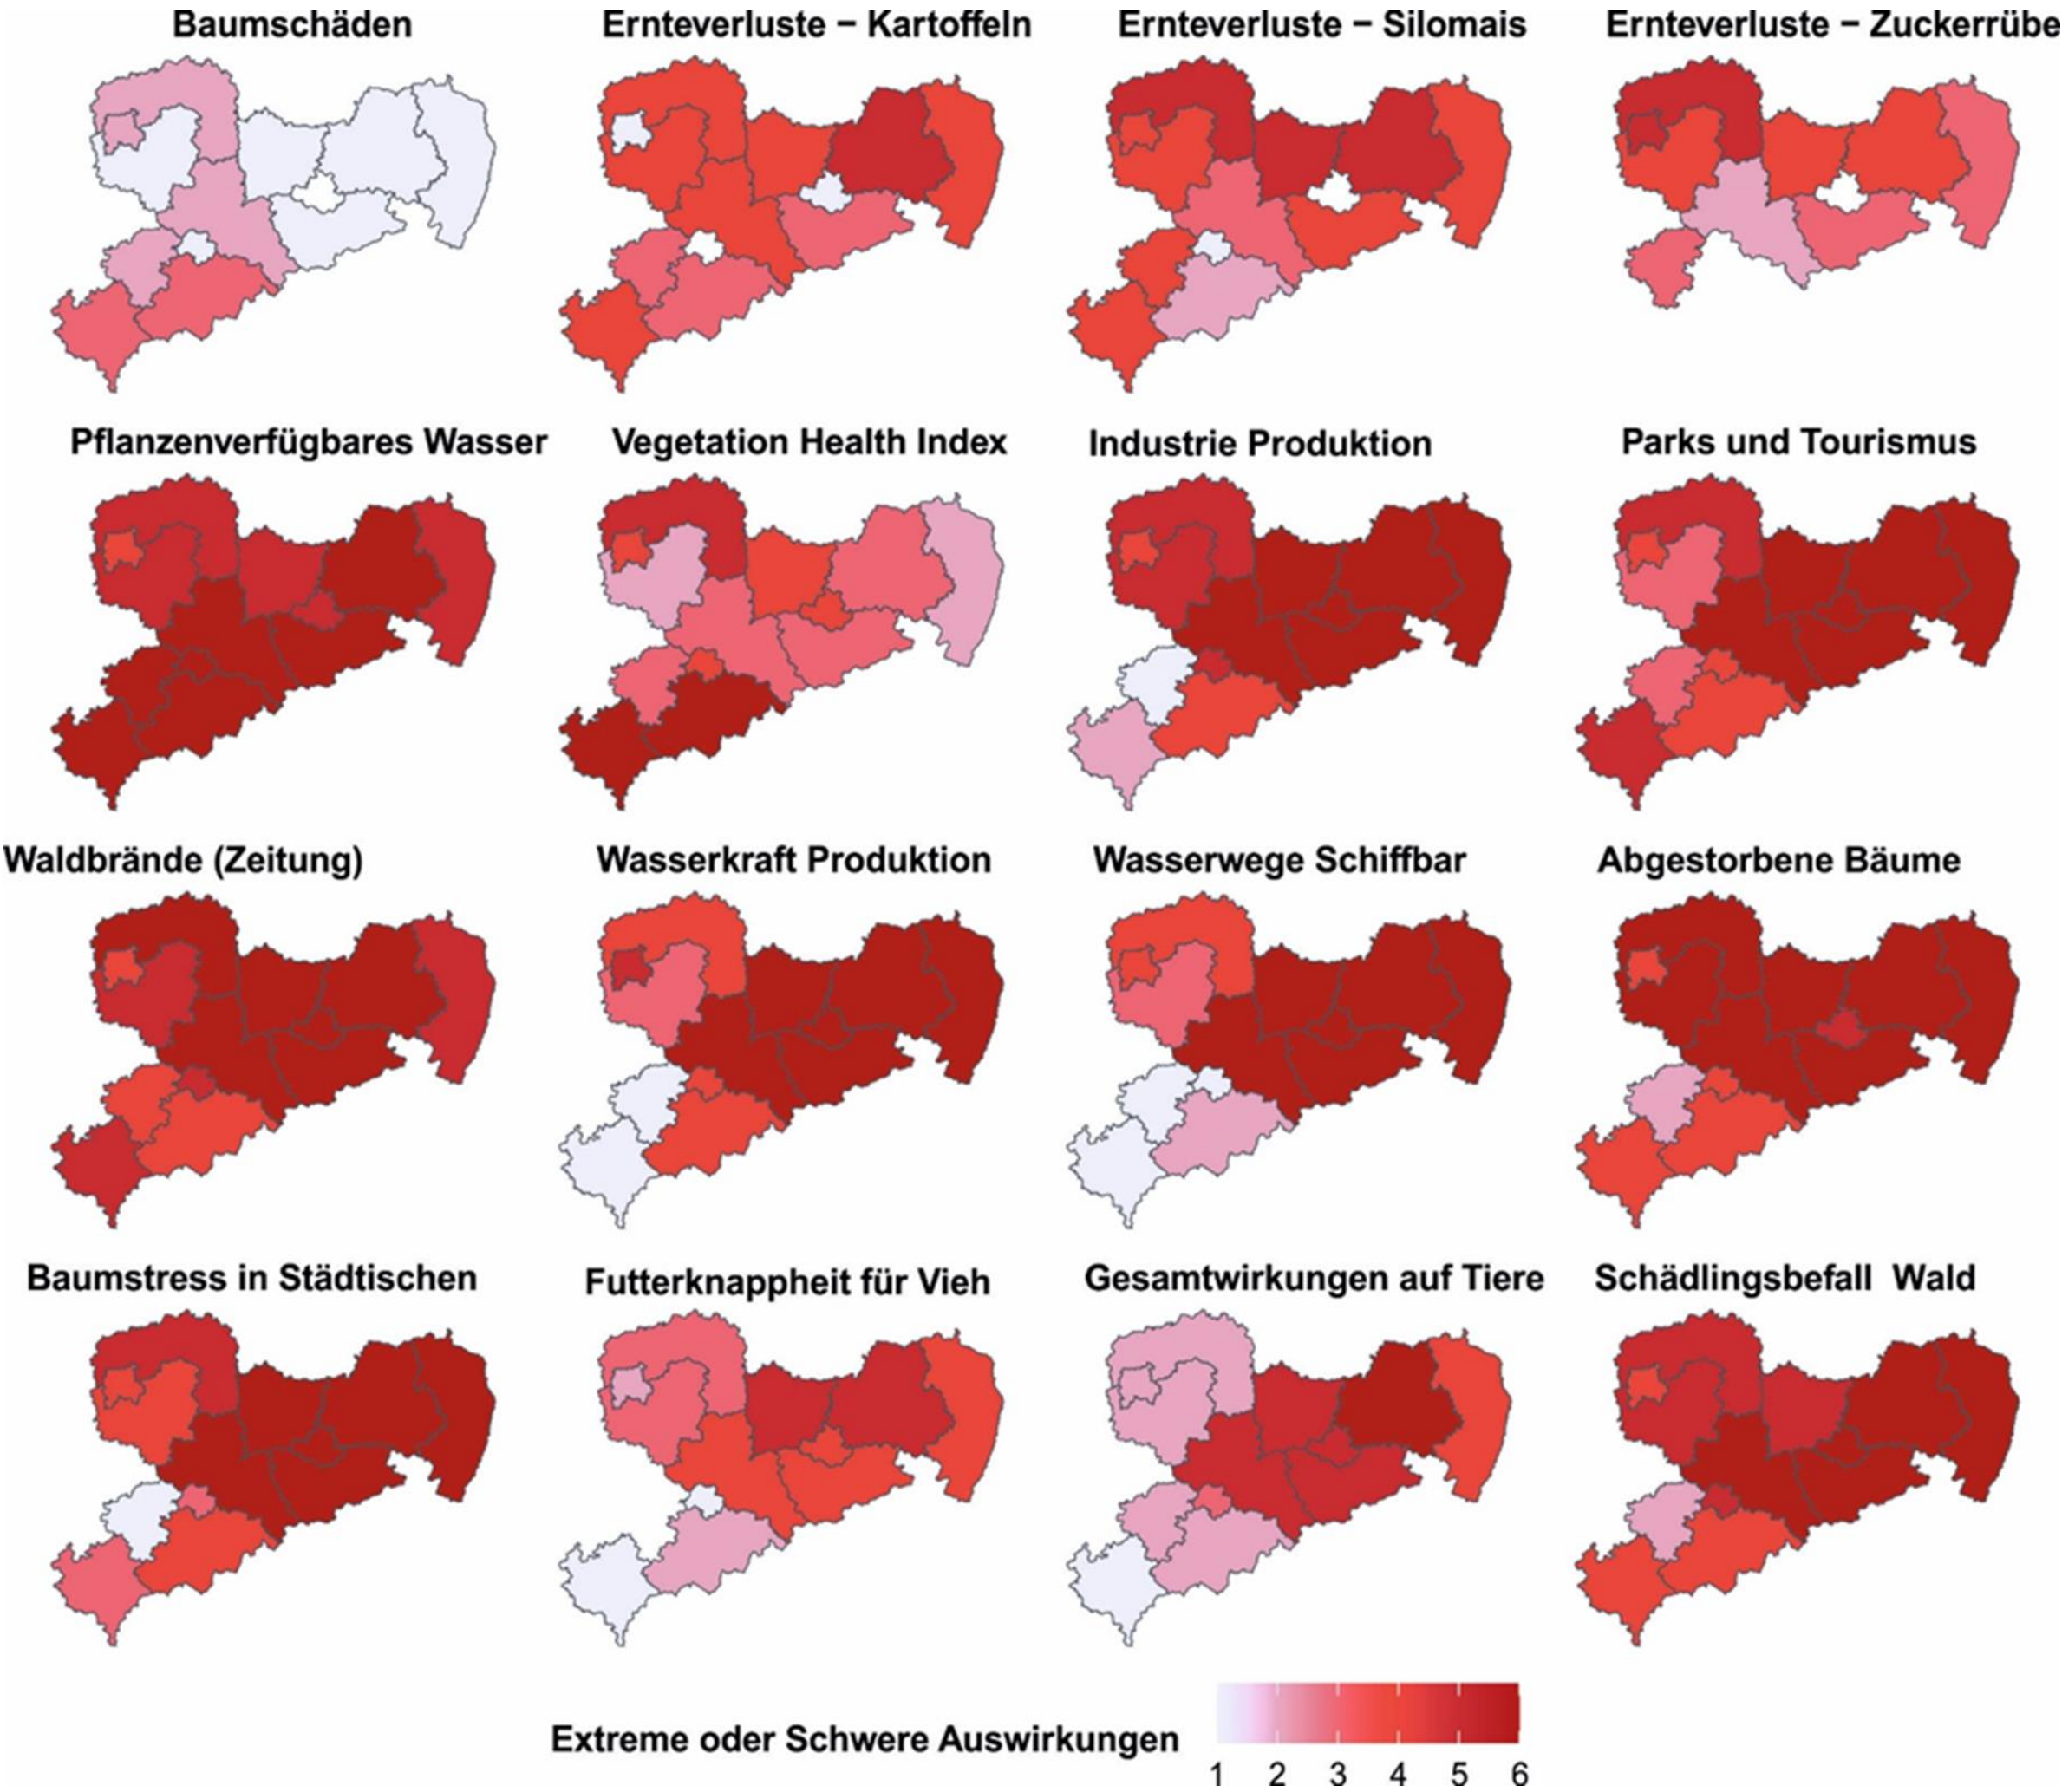 Baumschäden
Ernteverluste − Kartoffeln
Ernteverluste − Silomais
Ernteverluste − Zuckerrübe
Pflanzenverfügbares Wasser
Vegetation Health Index
Industrie Produktion
Parks und Tourismus
Waldbrände (Zeitung)
Wasserkraft Produktion
Wasserwege Schiffbar
Abgestorbene Bäume
Baumstress in Städtischen
Futterknappheit für Vieh
Gesamtwirkungen auf Tiere
Schädlingsbefall  Wald
Extreme oder Schwere Auswirkungen
1 2 3 4 5 6